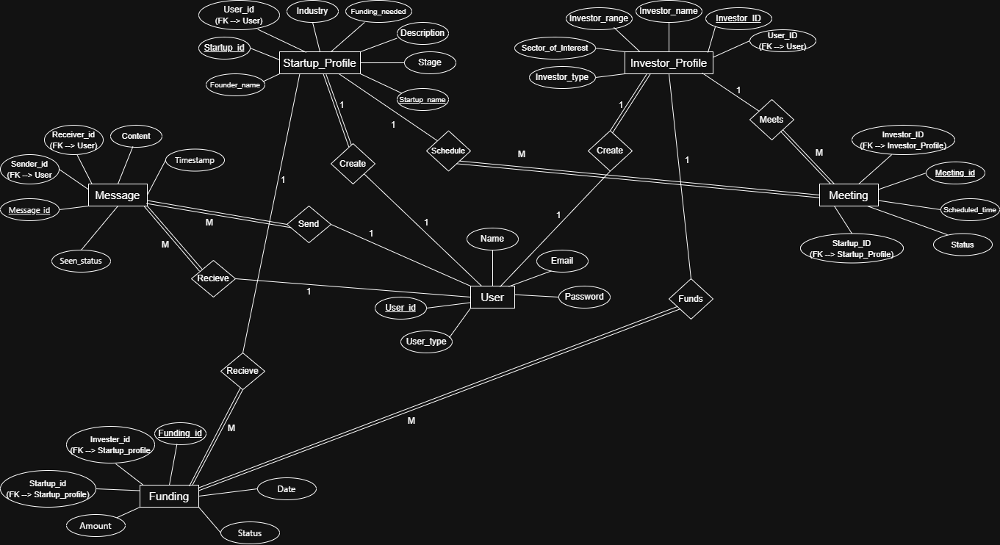 User_id
(FK --> User)
Industry
Funding_needed
Description
Startup_id
Startup_Profile
Stage
Founder_name
Startup_name
Investor_range
Investor_name
Investor_ID
User_ID
(FK --> User)
Sector_of_Interest
Investor_Profile
Investor_type
1
1
1
1
Meets
Receiver_id
(FK --> User)
Content
Timestamp
Sender_id
(FK --> User
Message
Message_id
Seen_status
Create
Schedule
Create
M
1
M
Investor_ID
(FK --> Investor_Profile)
Meeting_id
Meeting
Scheduled_time
Startup_ID
(FK --> Startup_Profile)
Status
1
M
Send
1
1
1
M
Recieve
1
Name
Email
User
Password
User_id
User_type
Funds
Recieve
M
M
Invester_id
(FK --> Startup_profile
Funding_id
Startup_id
(FK --> Startup_profile)
Funding
Date
Amount
Status